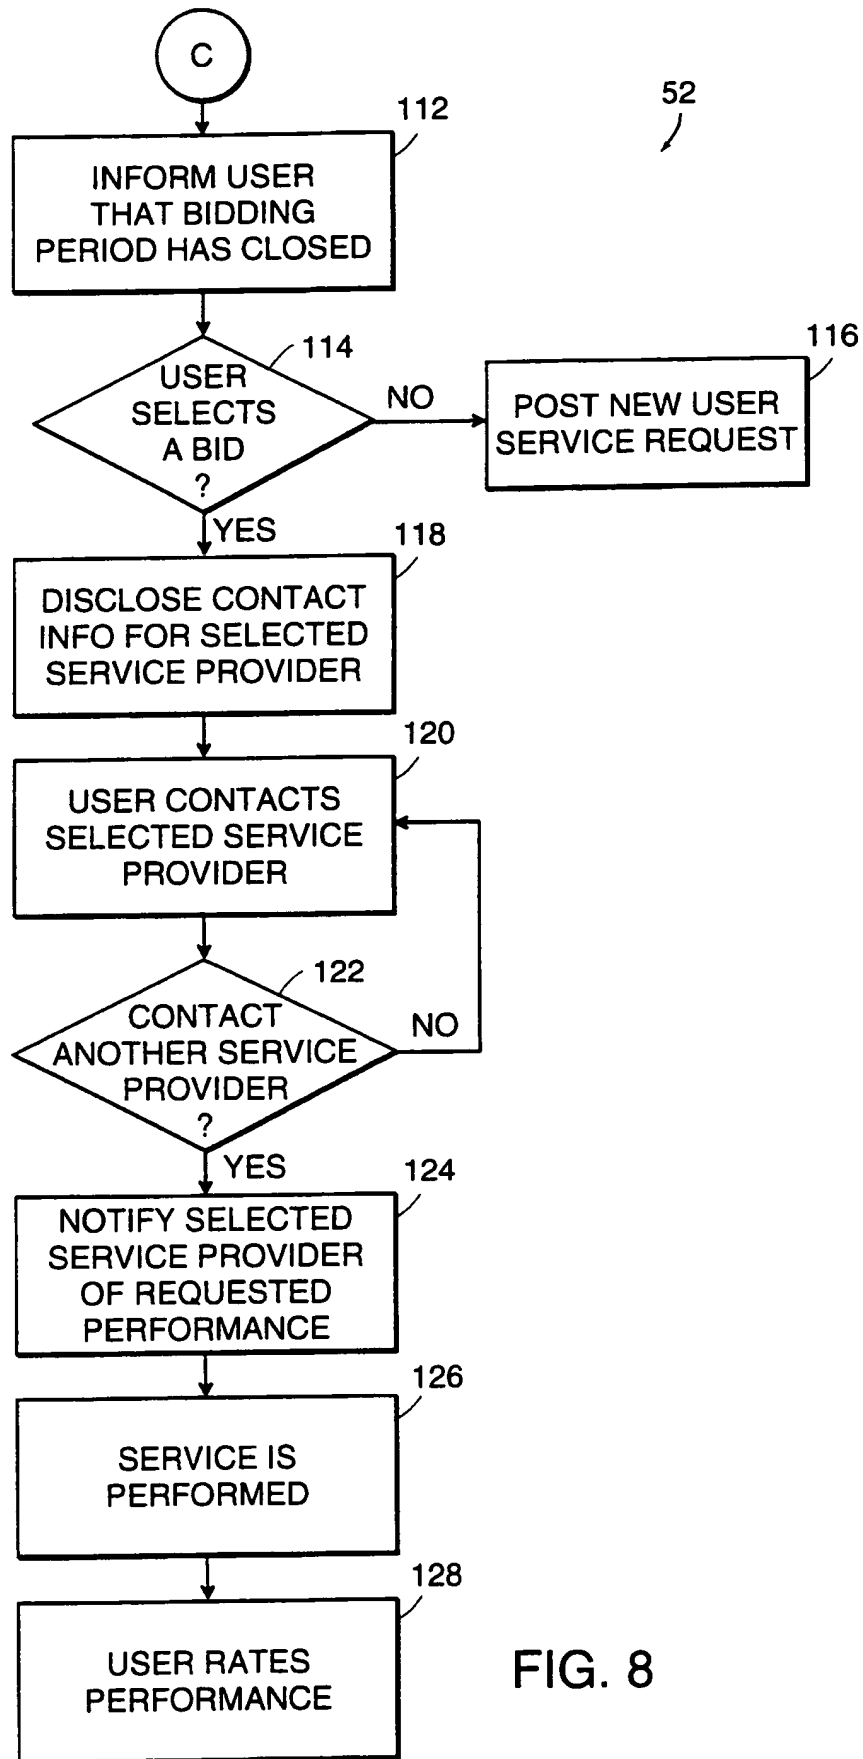 C
52
112
INFORM USER
THAT BIDDING
PERIOD HAS CLOSED
114
USER
SELECTS
A BID
?
NO
116
POST NEW USER
SERVICE REQUEST
YES
118
DISCLOSE CONTACT
INFO FOR SELECTED
SERVICE PROVIDER
120
USER CONTACTS
SELECTED SERVICE
PROVIDER
122
CONTACT
ANOTHER SERVICE
PROVIDER
?
NO
YES
124
NOTIFY SELECTED
SERVICE PROVIDER
OF REQUESTED
PERFORMANCE
126
SERVICE IS
PERFORMED
128
USER RATES
PERFORMANCE
FIG. 8